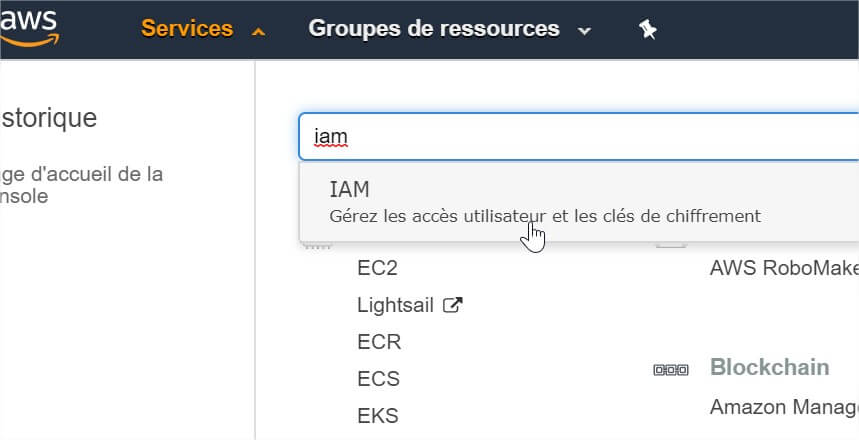 aws
Services
Groupes de ressources
storique
ge d'accueil de la
nsole
iam
IAM
Gérez les accès utilisateur et les clés de chiffrement
EC2
Lightsail
ECR
ECS
EKS
AWS RoboMake
Blockchain
Amazon Manag